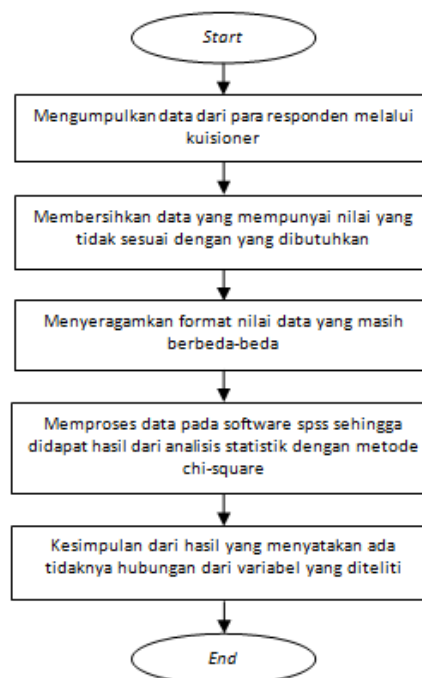 Start
Mengumpulkan data dari para responden melalui
kuisioner
Membersihkan data yang mempunyai nilai yang
tidak sesuai dengan yang dibutuhkan
Menyeragamkan format nilai data yang masih
berbeda-beda
Memproses data pada software spss sehingga
didapat hasil dari analisis statistik dengan metode
chi-square
Kesimpulan dari hasil yang menyatakan ada
tidaknya hubungan dari variabel yang diteliti
End